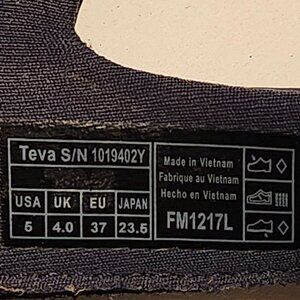 Teva S/N 1019402Y
USA UK EU JAPAN
5 4.0 37 23.5
Made in Vietnam
Fabriqué au Vietnam
Hecho en Vietnam
FM1217L